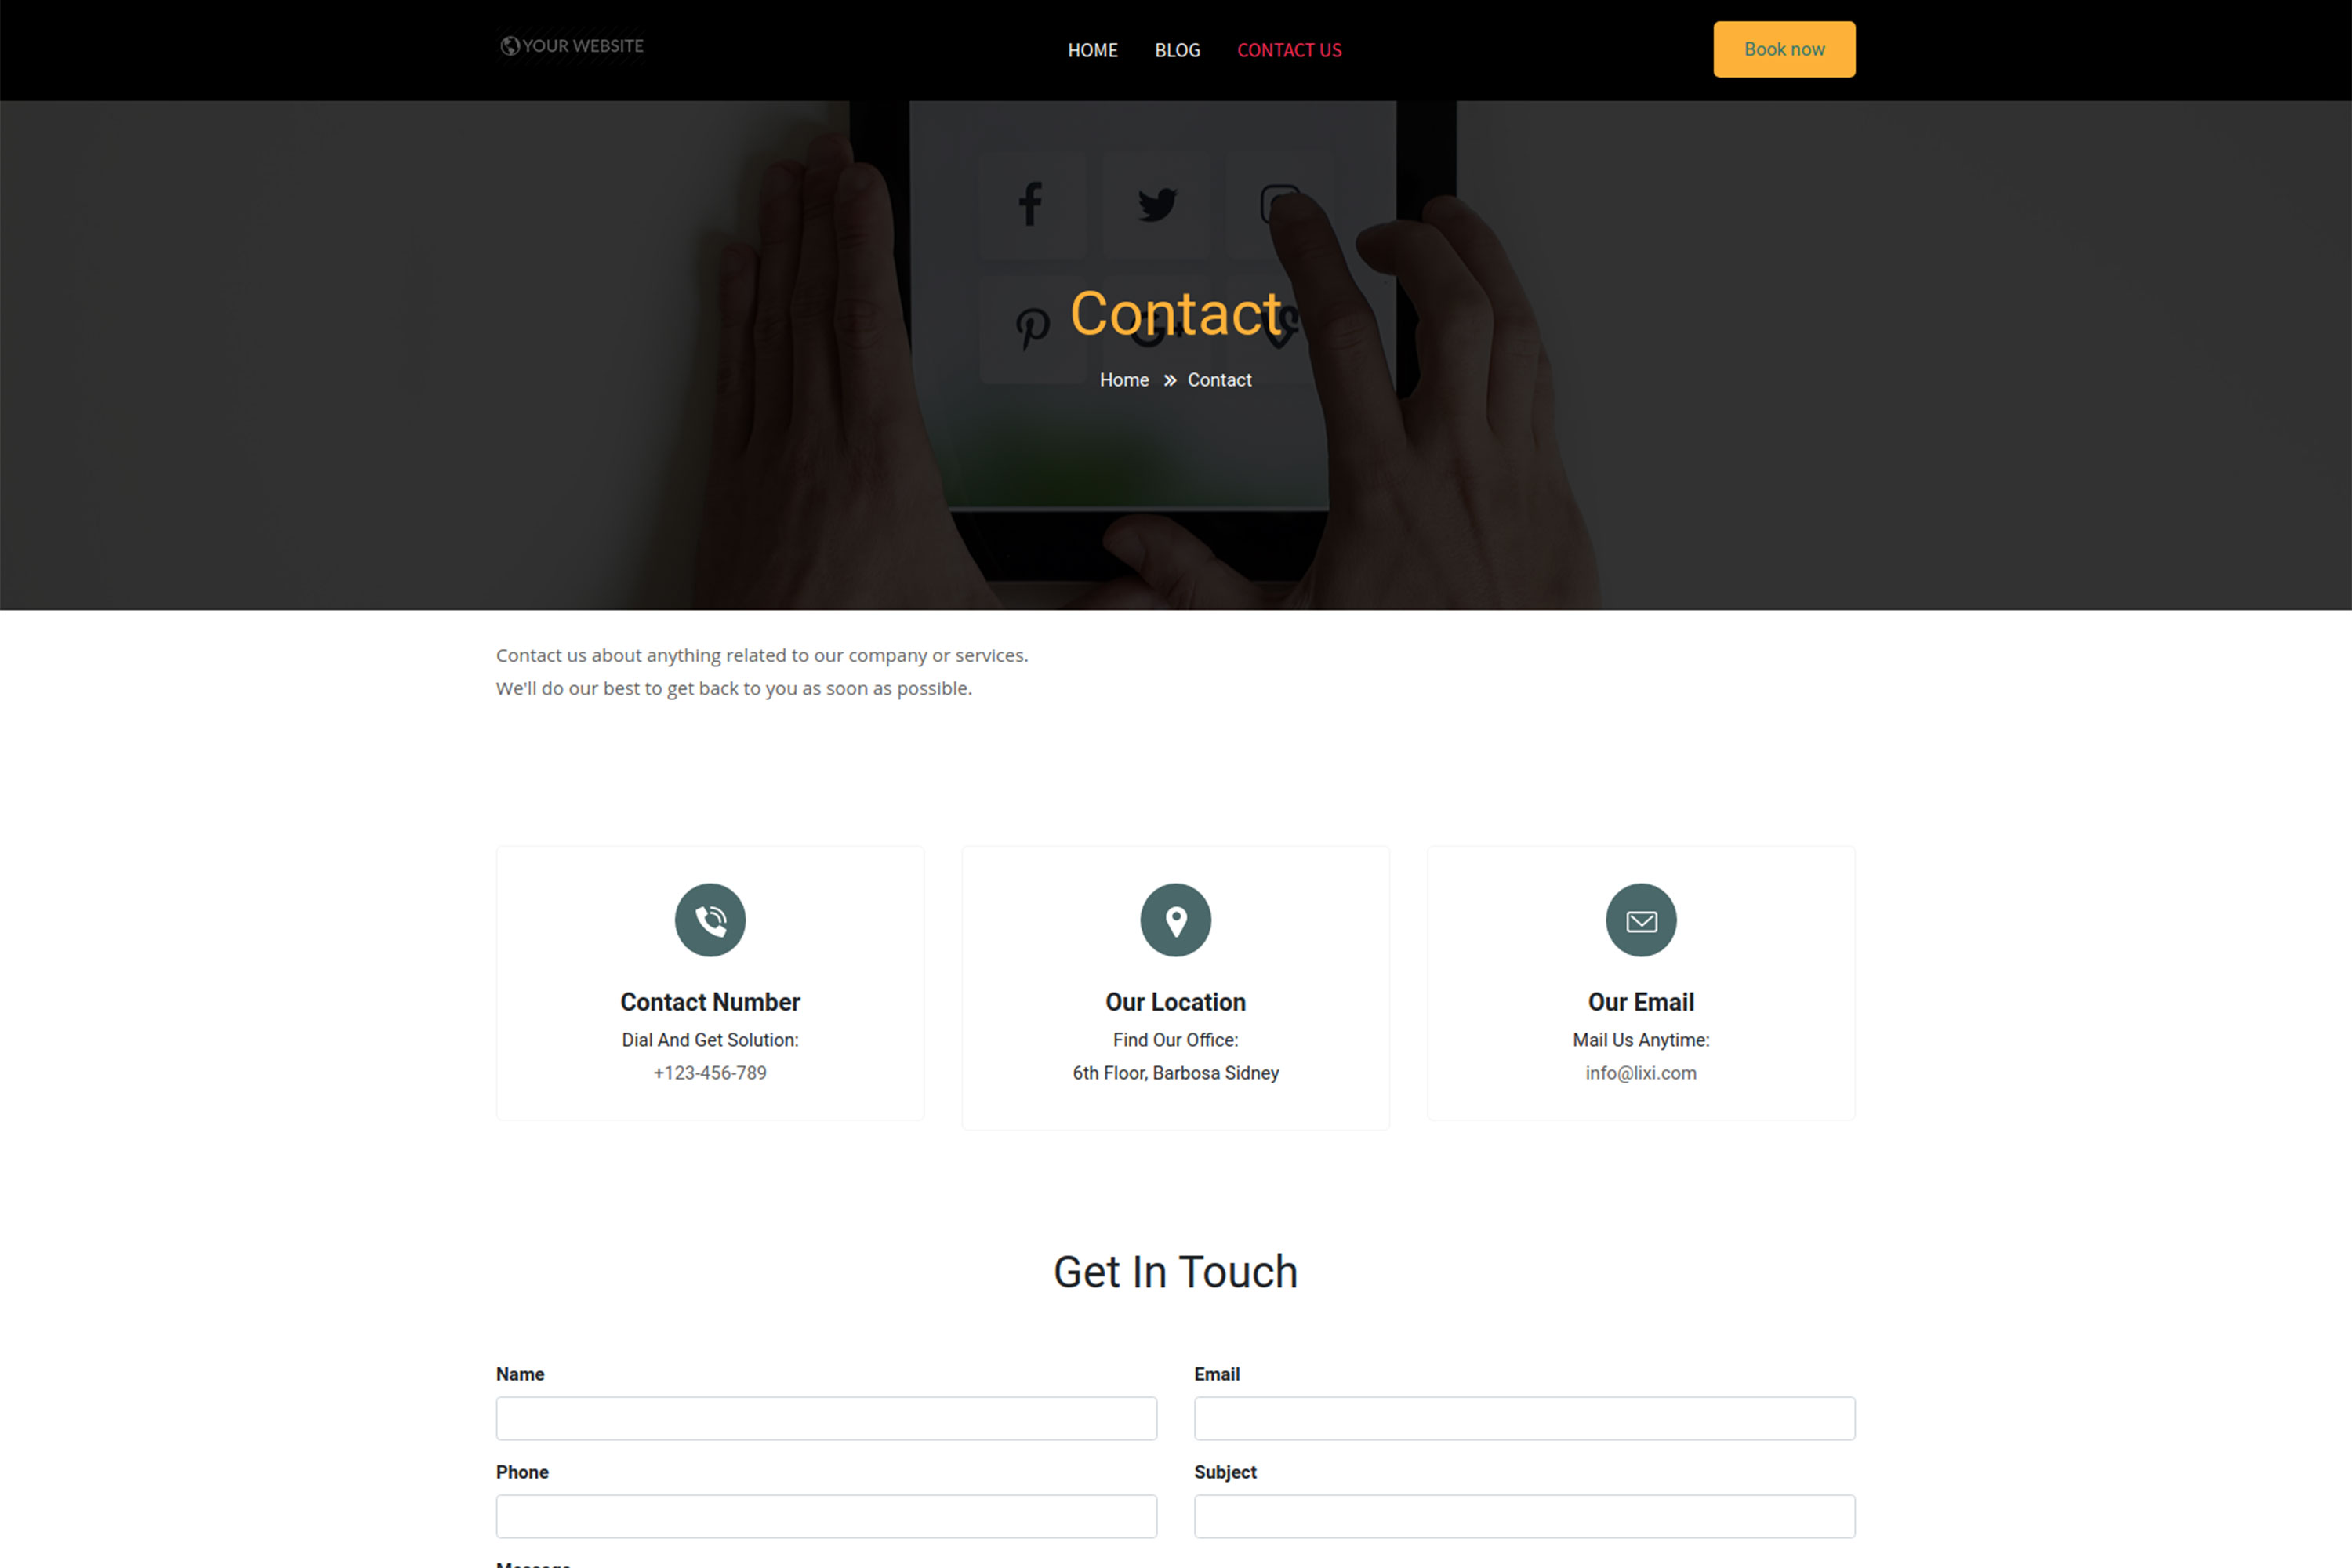 YOUR WEBSITE
HOME BLOG CONTACT US
Book now
Contact
Home » Contact
Contact us about anything related to our company or services.
We'll do our best to get back to you as soon as possible.
Contact Number
Dial And Get Solution:
+123-456-789
Our Location
Find Our Office:
6th Floor, Barbosa Sidney
Our Email
Mail Us Anytime:
info@lixi.com
Get In Touch
Name
Email
Phone
Subject